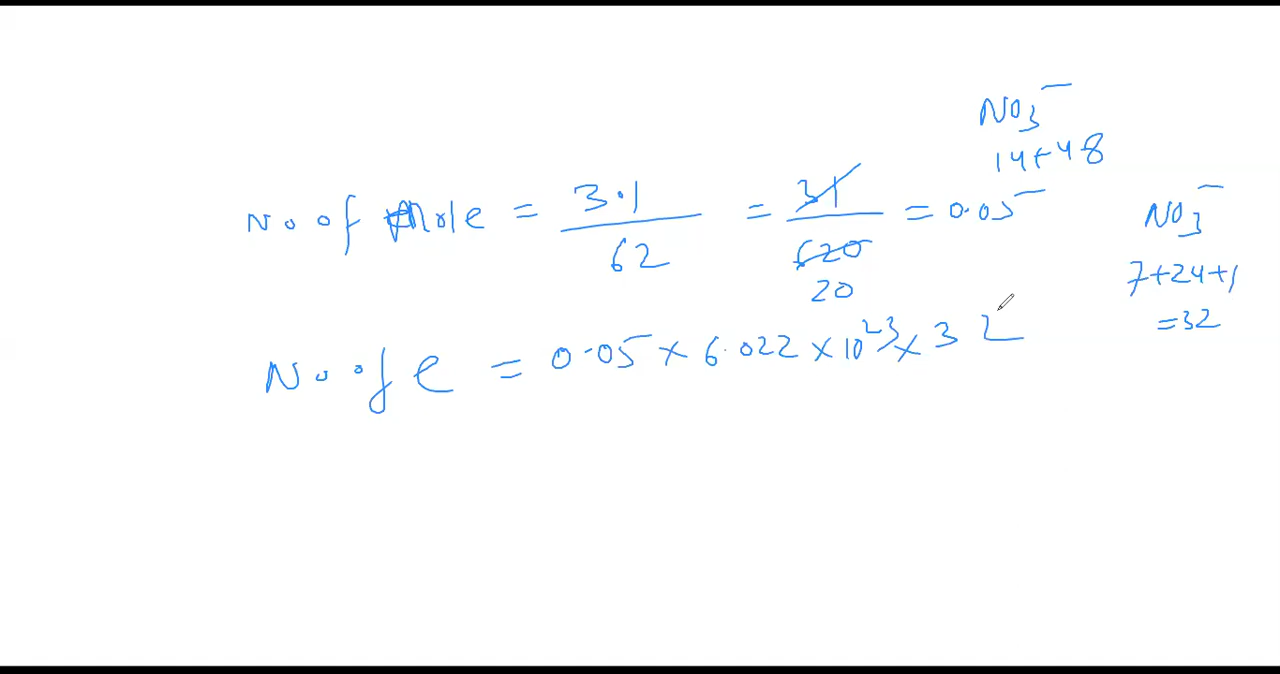 NO3⁻
14+48
No of Mole = 3.1/62 = 31/620 20 = 0.05
NO3⁻
7+24+1
=32
No of e = 0.05 × 6.022 × 10²³ × 32